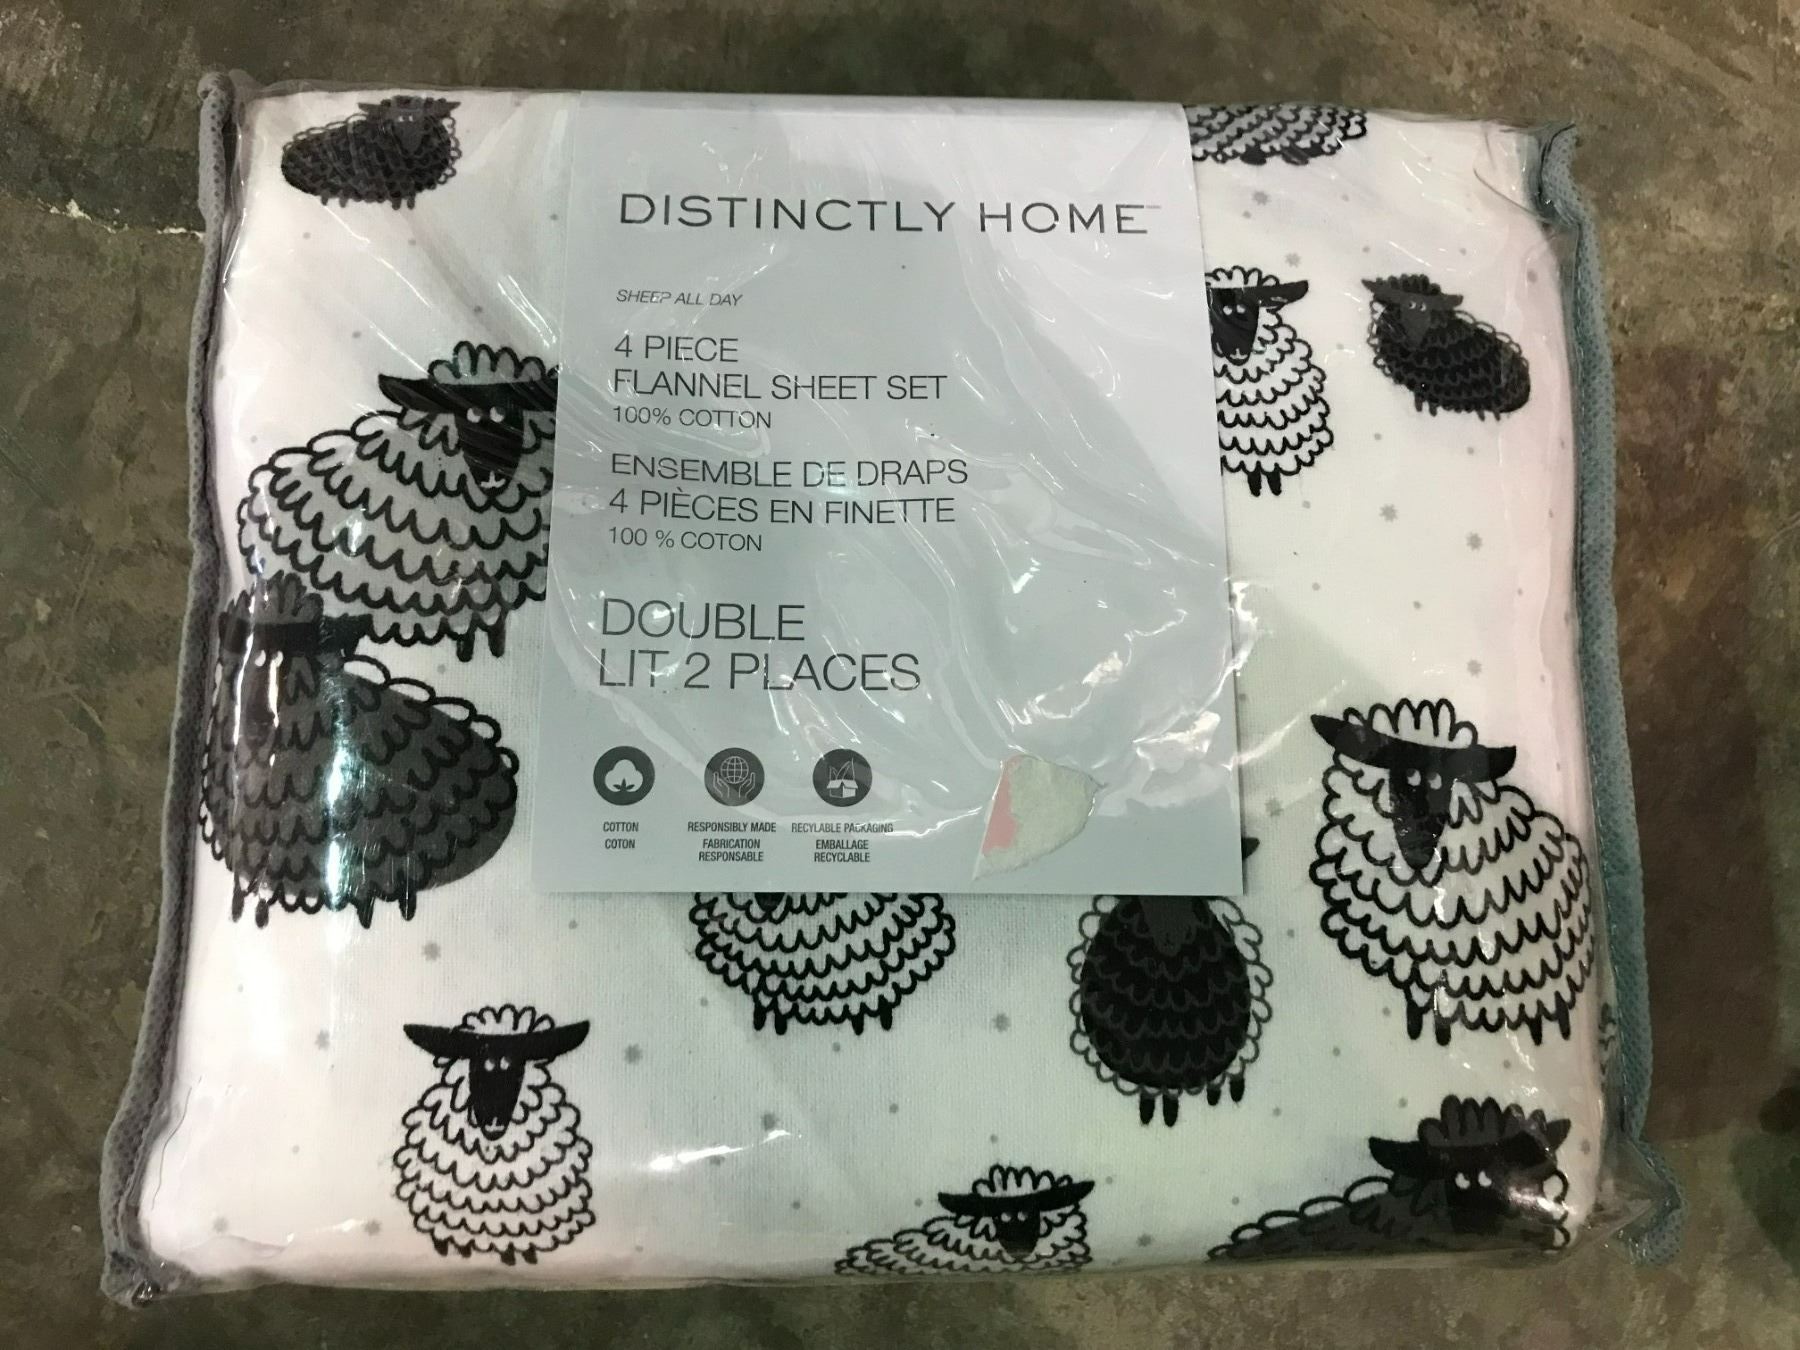 DISTINCTLY HOME™
SHEEP ALL DAY
4 PIECE
FLANNEL SHEET SET
100% COTTON
ENSEMBLE DE DRAPS
4 PIÈCES EN FINETTE
100 % COTON
DOUBLE
LIT 2 PLACES
COTTON
COTON
RESPONSIBLY MADE
FABRICATION
RESPONSABLE
RECYLABLE PACKAGING
EMBALLAGE
RECYCLABLE